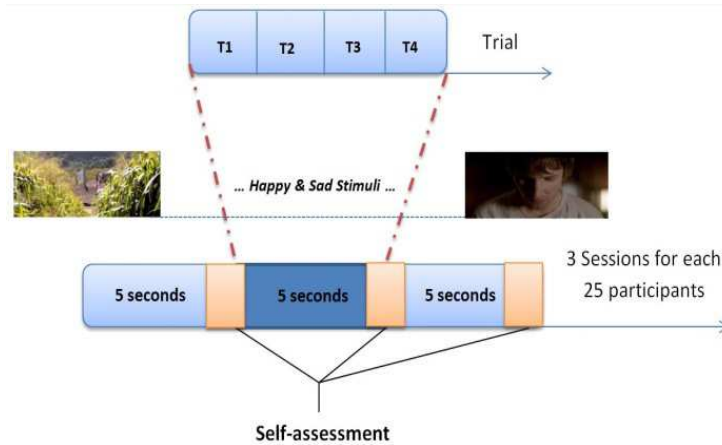 T1 T2 T3 T4
Trial
... Happy & Sad Stimuli ...
3 Sessions for each
25 participants
5 seconds 5 seconds 5 seconds
Self-assessment